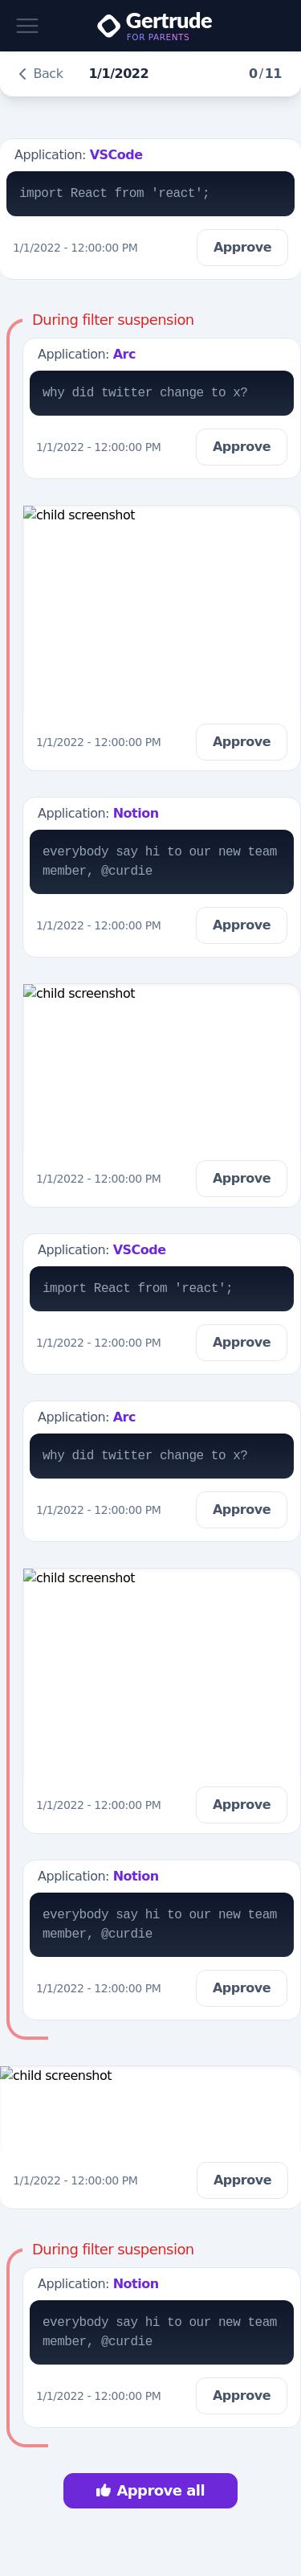 Gertrude
FOR PARENTS
Back 1/1/2022 0/11
Application: VSCode
import React from 'react';
1/1/2022 - 12:00:00 PM Approve
During filter suspension
Application: Arc
why did twitter change to x?
1/1/2022 - 12:00:00 PM Approve
child screenshot
1/1/2022 - 12:00:00 PM Approve
Application: Notion
everybody say hi to our new team
member, @curdie
1/1/2022 - 12:00:00 PM Approve
child screenshot
1/1/2022 - 12:00:00 PM Approve
Application: VSCode
import React from 'react';
1/1/2022 - 12:00:00 PM Approve
Application: Arc
why did twitter change to x?
1/1/2022 - 12:00:00 PM Approve
child screenshot
1/1/2022 - 12:00:00 PM Approve
Application: Notion
everybody say hi to our new team
member, @curdie
1/1/2022 - 12:00:00 PM Approve
child screenshot
1/1/2022 - 12:00:00 PM Approve
During filter suspension
Application: Notion
everybody say hi to our new team
member, @curdie
1/1/2022 - 12:00:00 PM Approve
Approve all